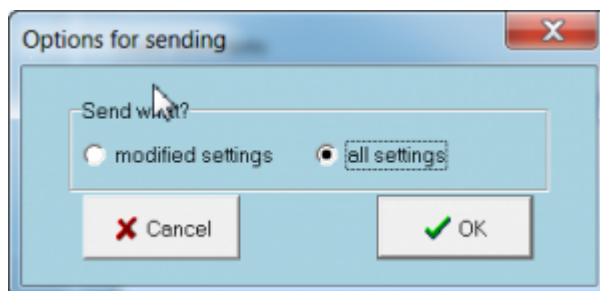 Options for sending
Send what?
modified settings all settings
Cancel OK